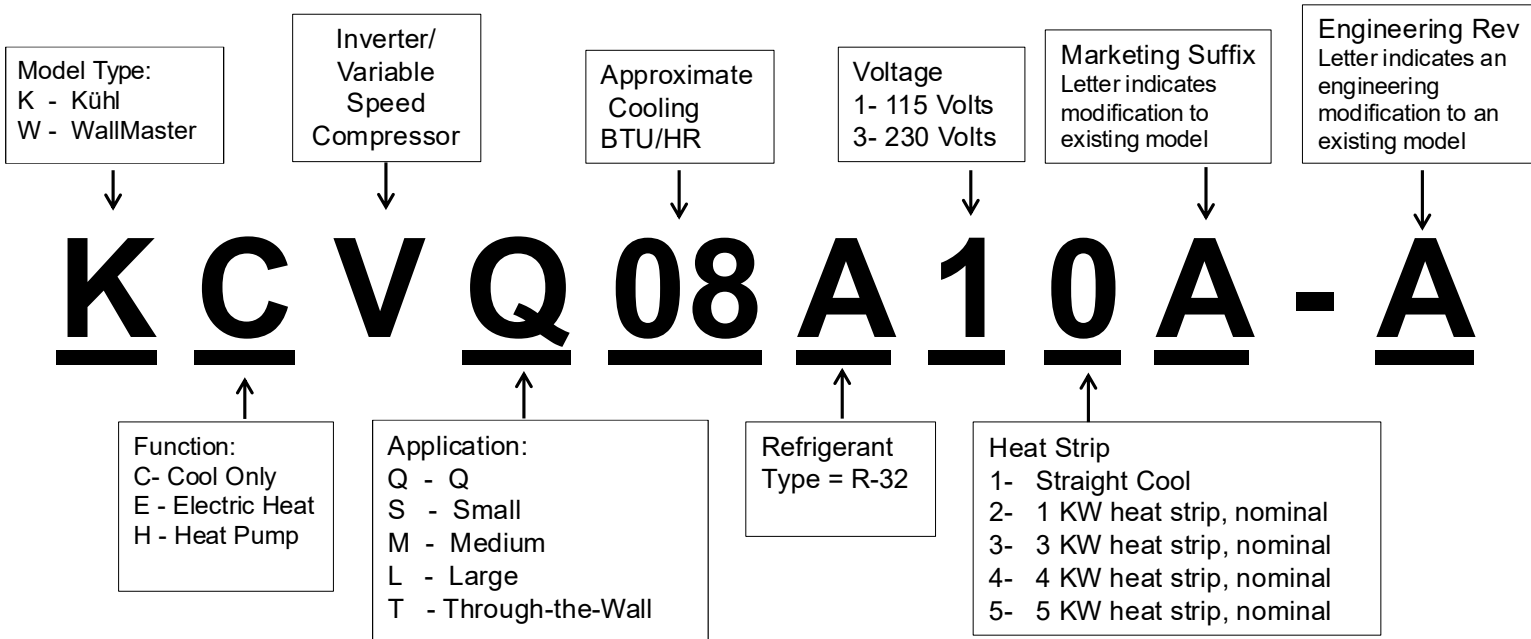 Model Type:
K - Kühl
W - WallMaster
Inverter/
Variable
Speed
Compressor
Approximate
Cooling
BTU/HR
Voltage
1- 115 Volts
3- 230 Volts
Marketing Suffix
Letter indicates
modification to
existing model
Engineering Rev
Letter indicates an
engineering
modification to an
existing model
K C V Q 08 A 1 0 A - A
Function:
C- Cool Only
E - Electric Heat
H - Heat Pump
Application:
Q - Q
S - Small
M - Medium
L - Large
T - Through-the-Wall
Refrigerant
Type = R-32
Heat Strip
1- Straight Cool
2- 1 KW heat strip, nominal
3- 3 KW heat strip, nominal
4- 4 KW heat strip, nominal
5- 5 KW heat strip, nominal